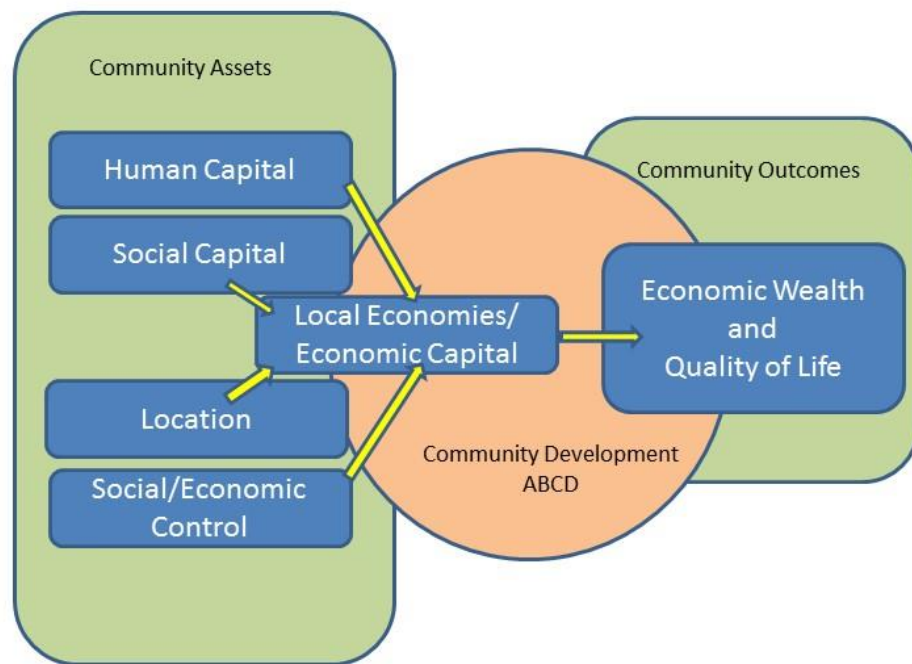 Community Assets
Human Capital
Social Capital
Local Economies/
Economic Capital
Location
Social/Economic
Control
Community Development
ABCD
Community Outcomes
Economic Wealth
and
Quality of Life